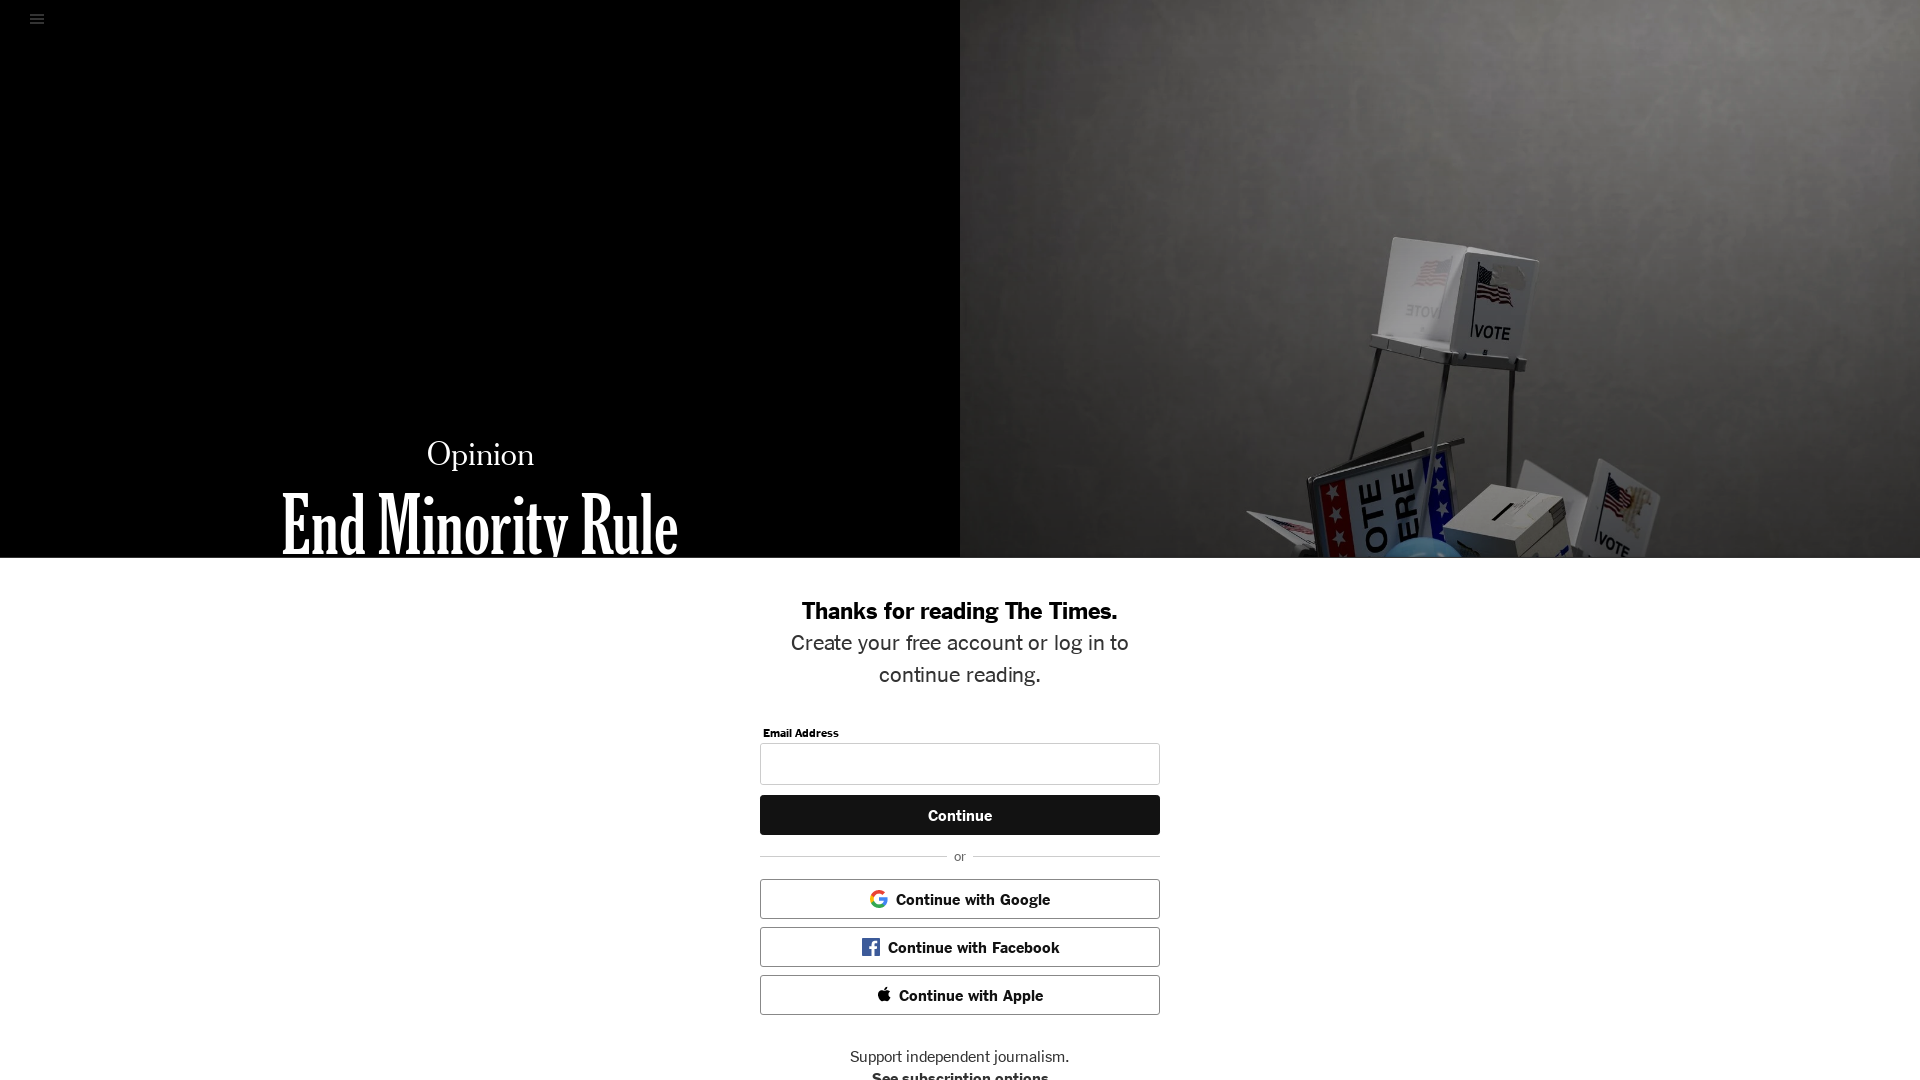 Opinion
End Minority Rule
VOTE
VOTE
VOTE
ERE
VOTE
Thanks for reading The Times.
Create your free account or log in to
continue reading.
Email Address
Continue
or
Continue with Google
Continue with Facebook
Continue with Apple
Support independent journalism.
See subscription options